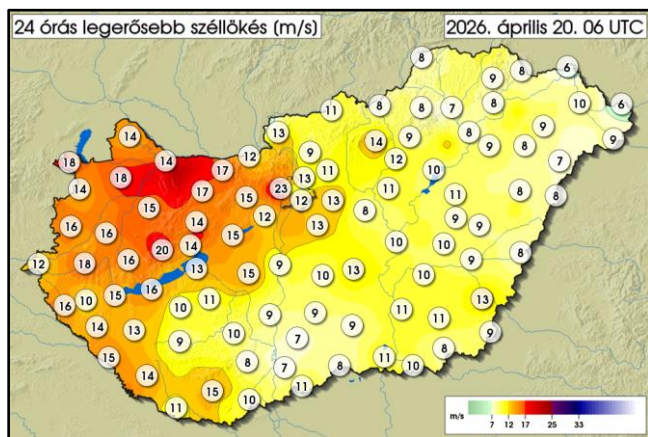 24 órás legerősebb széllökés (m/s)
2026. április 20. 06 UTC
8
9 8 6
11 8 8 7 8 10 6
14 13 14 9 8 9 9
18 14 17 12 9 12 9 8 7
14 18 17 15 23 13 11 11 10
15 12 13 11 8 8
16 16 14 12 13 8 9 9
12 18 16 20 14 15 10 10 9 8
13 15 9 10 13 10
16 10 15 16 10 11 13
14 13 9 9 9 11 11 9
9 10 7 9 8
15 14 8 7 8 11 10
15 11
11 10
m/s
7 12 17 25 33